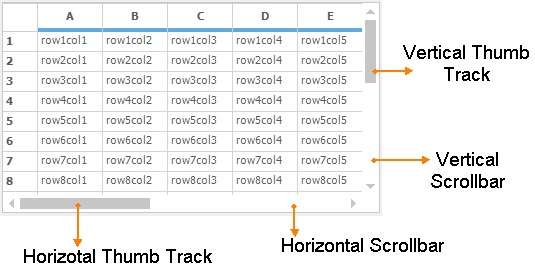 A B C D E
1 row1col1 row1col2 row1col3 row1col4 row1col5
2 row2otal row2col2 row2col3 row2col4 row2col5
3 row3col1 row3col2 row3col3 row3col4 row3col5
4 row4col1 row4col2 row4col3 row4col4 row4col5
5 row5col1 row5col2 row5col3 row5col4 row5col5
6 row6col1 row6col2 row6col3 row6col4 row6col5
7 row7col1 row7col2 row7col3 row7col4 row7col5
8 row8col1 row8col2 row8col3 row8col4 row8col5
Vertical Thumb
Track
Vertical
Scrollbar
Horizotal Thumb Track
Horizontal Scrollbar